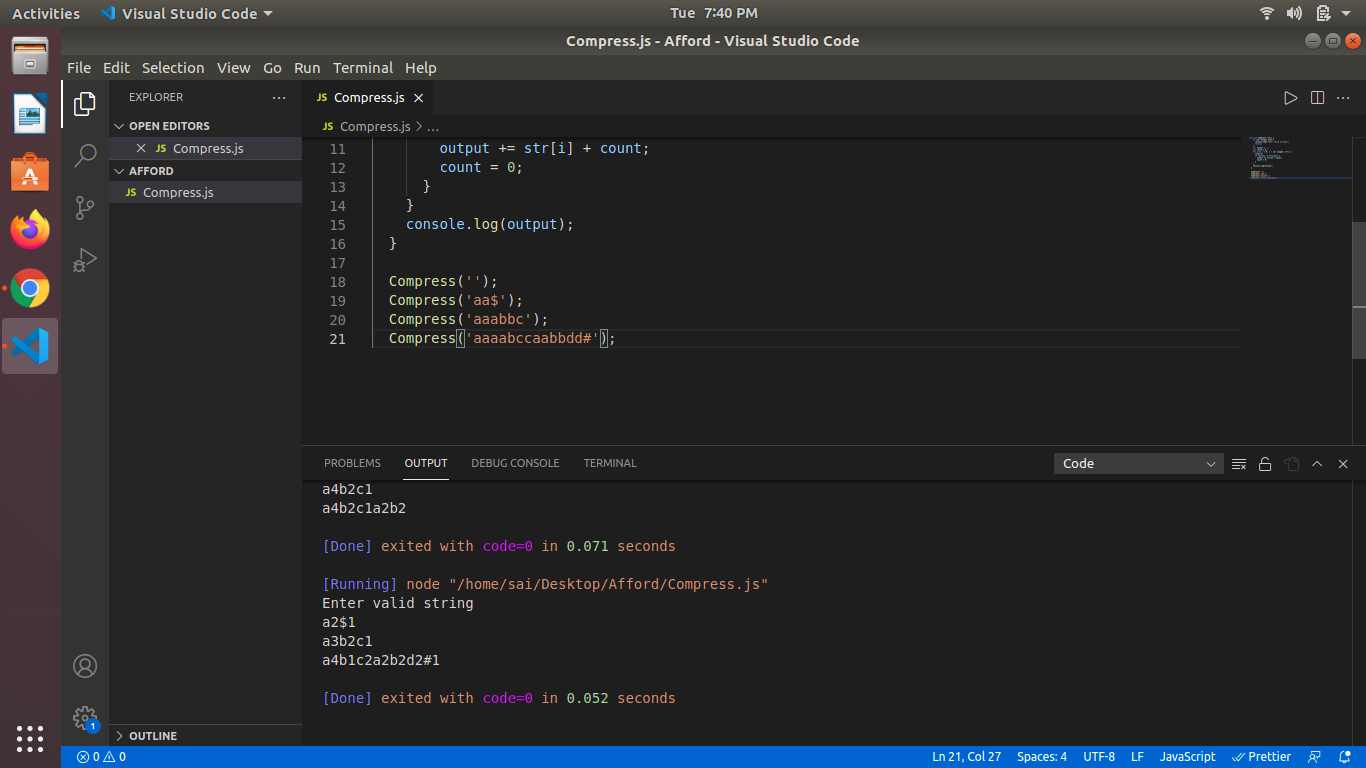 Activities Visual Studio Code Tue 7:40 PM
Compress.js - Afford - Visual Studio Code
File Edit Selection View Go Run Terminal Help
EXPLORER ...
OPEN EDITORS
JS Compress.js
AFFORD
JS Compress.js
OUTLINE
JS Compress.js
JS Compress.js > ...
11 output += str[i] + count;
12 count = 0;
13 }
14 }
15 console.log(output);
16 }
17
18 Compress('');
19 Compress('aa$');
20 Compress('aaabbc');
21 Compress('aaaabccaabbdd#');
PROBLEMS OUTPUT DEBUG CONSOLE TERMINAL Code
a4b2c1
a4b2c1a2b2
[Done] exited with code=0 in 0.071 seconds
[Running] node "/home/sai/Desktop/Afford/Compress.js"
Enter valid string
a2$1
a3b2c1
a4b1c2a2b2d2#1
[Done] exited with code=0 in 0.052 seconds
1
0 0 Ln 21, Col 27 Spaces: 4 UTF-8 LF JavaScript Prettier